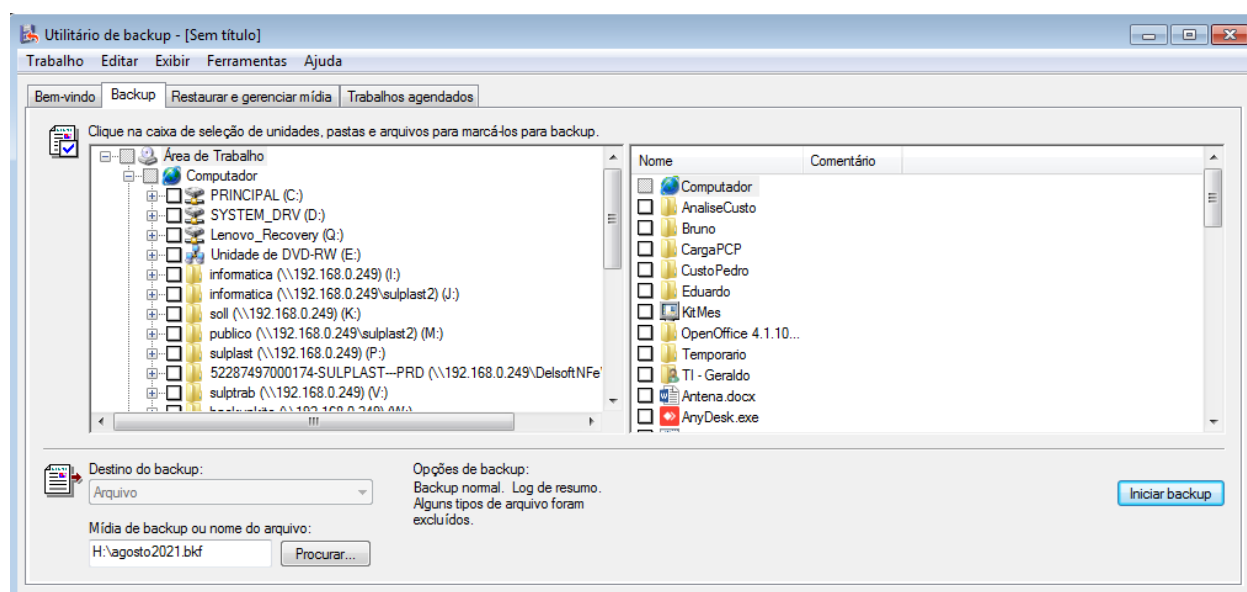 Utilitário de backup - [Sem título]
Trabalho Editar Exibir Ferramentas Ajuda
Bem-vindo Backup Restaurar e gerenciar mídia Trabalhos agendados
Clique na caixa de seleção de unidades, pastas e arquivos para marcá-los para backup.
Área de Trabalho
Computador
PRINCIPAL (C:)
SYSTEM_DRV (D:)
Lenovo_Recovery (Q:)
Unidade de DVD-RW (E:)
informatica (\\192.168.0.249) (I:)
informatica (\\192.168.0.249\sulplast2) (J:)
soll (\\192.168.0.249) (K:)
publico (\\192.168.0.249\sulplast2) (M:)
sulplast (\\192.168.0.249) (P:)
52287497000174-SULPLAST---PRD (\\192.168.0.249\DelsoftNFe'
sulptrab (\\192.168.0.249) (V:)
Nome Comentário
Computador
AnaliseCusto
Bruno
CargaPCP
CustoPedro
Eduardo
KitMes
OpenOffice 4.1.10...
Temporario
TI - Geraldo
Antena.docx
AnyDesk.exe
Destino do backup:
Arquivo
Mídia de backup ou nome do arquivo:
H:\agosto2021.bkf
Procurar...
Opções de backup:
Backup normal. Log de resumo.
Alguns tipos de arquivo foram
excluídos.
Iniciar backup